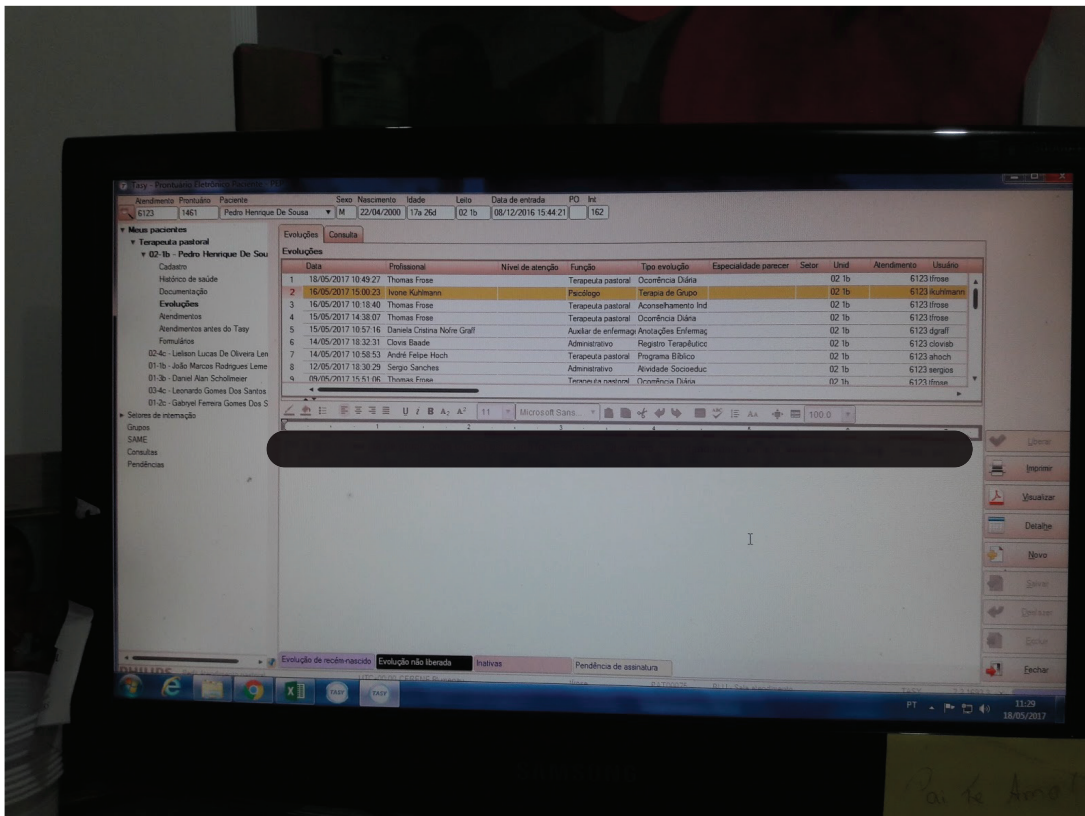 Tasy - Prontuário Eletrônico Paciente -
Atendimento Prontuário Paciente Sexo Nascimento Idade Leito Data de entrada PO Int
6123 1461 Pedro Henrique De Sousa M 22/04/2000 17a 26d 02 1b 08/12/2016 15:44:21 162
Meus pacientes
Terapeuta pastoral
02-1b - Pedro Henrique De Sou
Cadastro
Histórico de saúde
Documentação
Evoluções
Atendimentos
Atendimentos antes do Tasy
Formulários
02-4c - Lielson Lucas De Oliveira Len
01-1b - João Marcos Rodrigues Leme
01-3b - Daniel Alan Schollmeier
03-4c - Leonardo Gomes Dos Santos
01-2c - Gabryel Ferreira Gomes Dos S
Setores de internação
Grupos
SAME
Consultas
Pendências
Evoluções Consulta
Evoluções
Data Profissional Nível de atenção Função Tipo evolução Especialidade parecer Setor Unid Atendimento Usuário
1 18/05/2017 10:49:27 Thomas Frose Terapeuta pastoral Ocorrência Diária 02 1b 6123 tfrose
2 16/05/2017 15:00:23 Ivone Kuhlmann Psicólogo Terapia de Grupo 02 1b 6123 ikuhlmann
3 16/05/2017 10:18:40 Thomas Frose Terapeuta pastoral Aconselhamento Ind 02 1b 6123 tfrose
4 15/05/2017 14:38:07 Thomas Frose Terapeuta pastoral Ocorrência Diária 02 1b 6123 tfrose
5 15/05/2017 10:57:16 Daniela Cristina Nofre Graff Auxiliar de enfermag Anotações Enfermag 02 1b 6123 dgraff
6 14/05/2017 18:32:31 Clovis Baade Administrativo Registro Terapêutico 02 1b 6123 clovisb
7 14/05/2017 10:58:53 André Felipe Hoch Terapeuta pastoral Programa Bíblico 02 1b 6123 ahoch
8 12/05/2017 18:30:29 Sergio Sanches Administrativo Atividade Socioeduc 02 1b 6123 sergios
9 09/05/2017 15:51:06 Thomas Frose Terapeuta pastoral Ocorrência Diária 02 1b 6123 tfrose
11 Microsoft Sans... 100.0
1 2 3 4
Liberar
Imprimir
Visualizar
Detalhe
Novo
Salvar
Desfazer
Excluir
Fechar
Evolução de recém-nascido Evolução não liberada Inativas Pendência de assinatura
PHILIPS
TASY TASY
PT 11:29
18/05/2017
Pai Te Amo